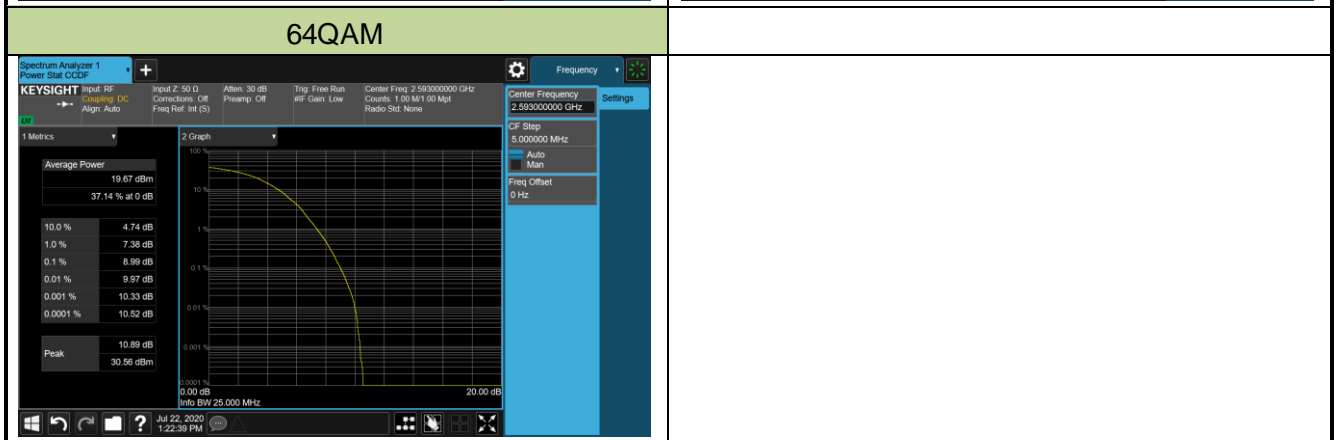 64QAM
Spectrum Analyzer 1
Power Stat CCDF
+
Frequency
KEYSIGHT
Input: RF
Coupling: DC
Align: Auto
Input Z: 50 Ω
Corrections: Off
Freq Ref: Int (S)
Atten: 30 dB
Preamp: Off
Trig: Free Run
#IF Gain: Low
Center Freq: 2.593000000 GHz
Counts: 1.00 M/1.00 Mpt
Radio Std: None
Center Frequency
2.593000000 GHz
Settings
CF Step
5.000000 MHz
Auto
Man
Freq Offset
0 Hz
1 Metrics
2 Graph
Average Power
19.67 dBm
37.14 % at 0 dB
10.0 % 4.74 dB
1.0 % 7.38 dB
0.1 % 8.99 dB
0.01 % 9.97 dB
0.001 % 10.33 dB
0.0001 % 10.52 dB
Peak
10.89 dB
30.56 dBm
100 %
10 %
1 %
0.1 %
0.01 %
0.001 %
0.0001 %
0.00 dB
20.00 dB
Info BW 25.000 MHz
?
Jul 22, 2020
1:22:39 PM